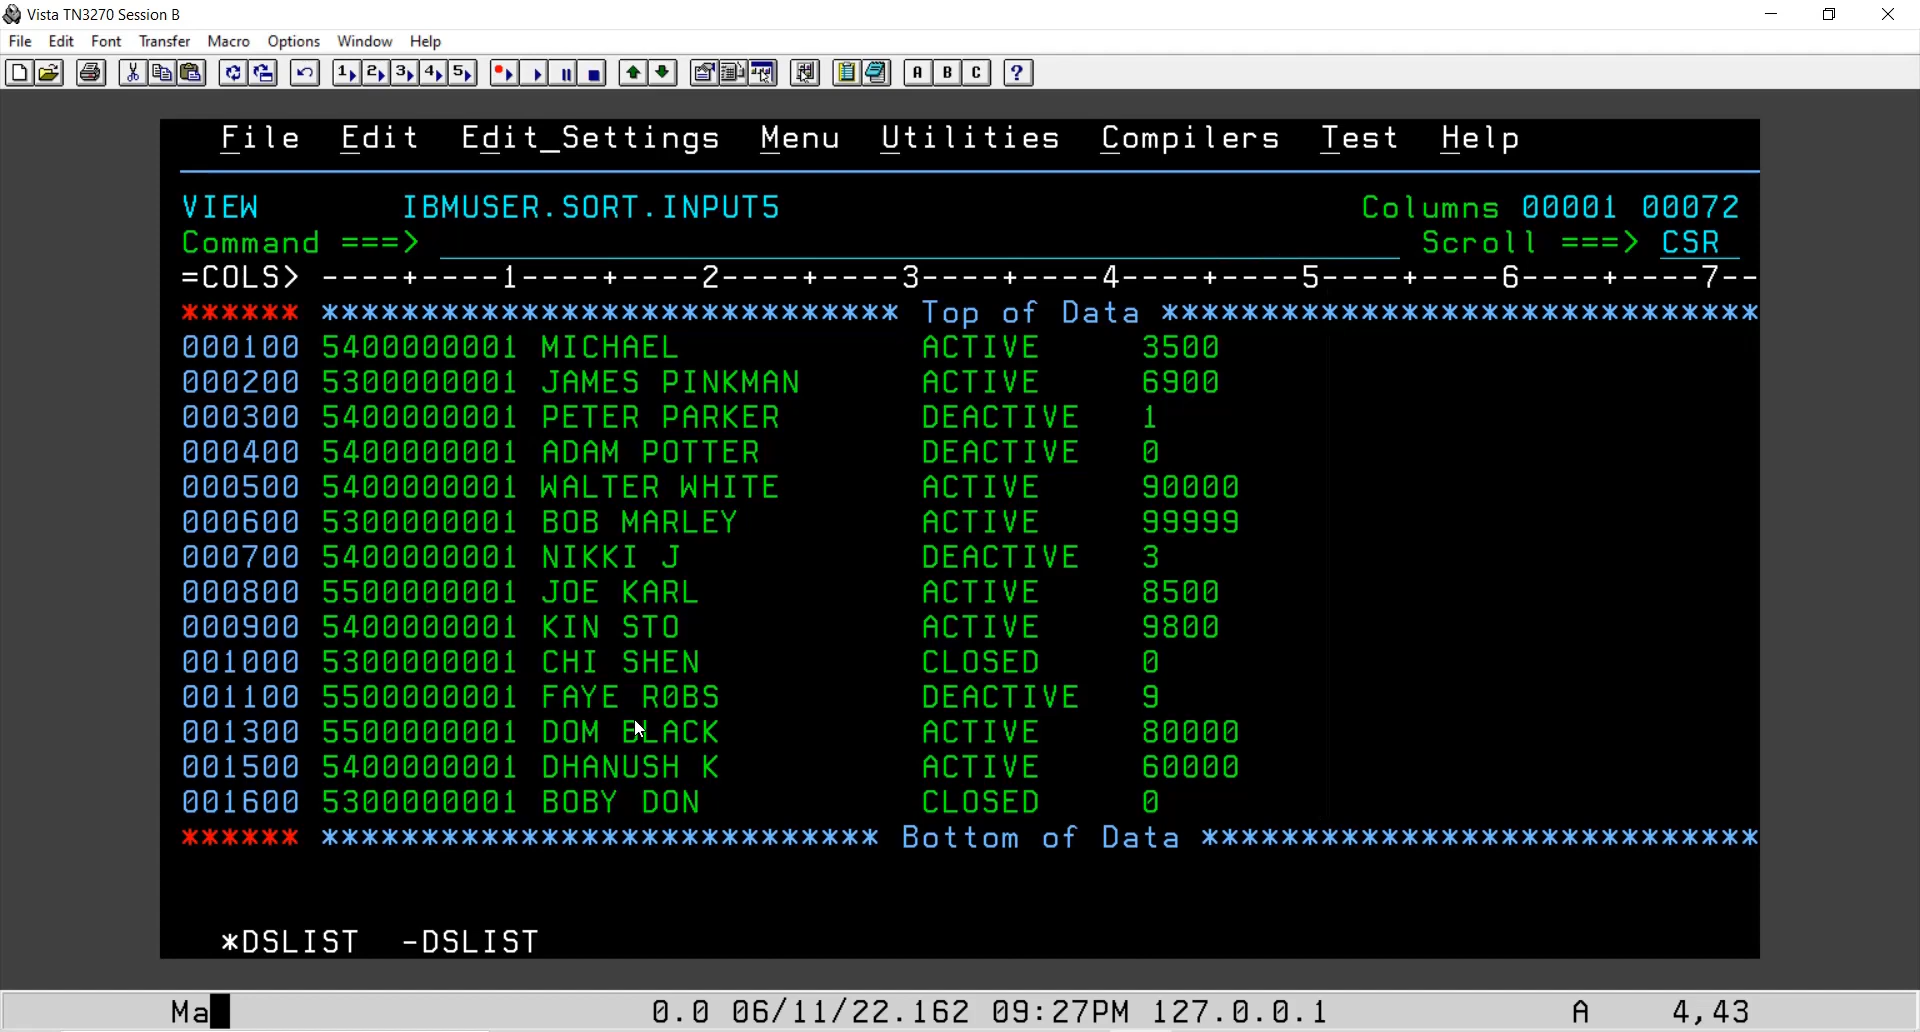 Vista TN3270 Session B
File Edit Font Transfer Macro Options Window Help
1 2 3 4 5 A B C ?
File Edit Edit_Settings Menu Utilities Compilers Test Help
VIEW IBMUSER.SORT.INPUT5 Columns 00001 00072
Command ===> Scroll ===> CSR
=COLS> ----+----1----+----2----+----3----+----4----+----5----+----6----+----7--
****** ***************************** Top of Data ******************************
000100 5400000001 MICHAEL ACTIVE 3500
000200 5300000001 JAMES PINKMAN ACTIVE 6900
000300 5400000001 PETER PARKER DEACTIVE 1
000400 5400000001 ADAM POTTER DEACTIVE 0
000500 5400000001 WALTER WHITE ACTIVE 90000
000600 5300000001 BOB MARLEY ACTIVE 99999
000700 5400000001 NIKKI J DEACTIVE 3
000800 5500000001 JOE KARL ACTIVE 8500
000900 5400000001 KIN STO ACTIVE 9800
001000 5300000001 CHI SHEN CLOSED 0
001100 5500000001 FAYE R0BS DEACTIVE 9
001300 5500000001 DOM BLACK ACTIVE 80000
001500 5400000001 DHANUSH K ACTIVE 60000
001600 5300000001 BOBY DON CLOSED 0
****** **************************** Bottom of Data ****************************
*DSLIST -DSLIST
Ma 0.0 06/11/22.162 09:27PM 127.0.0.1 A 4,43